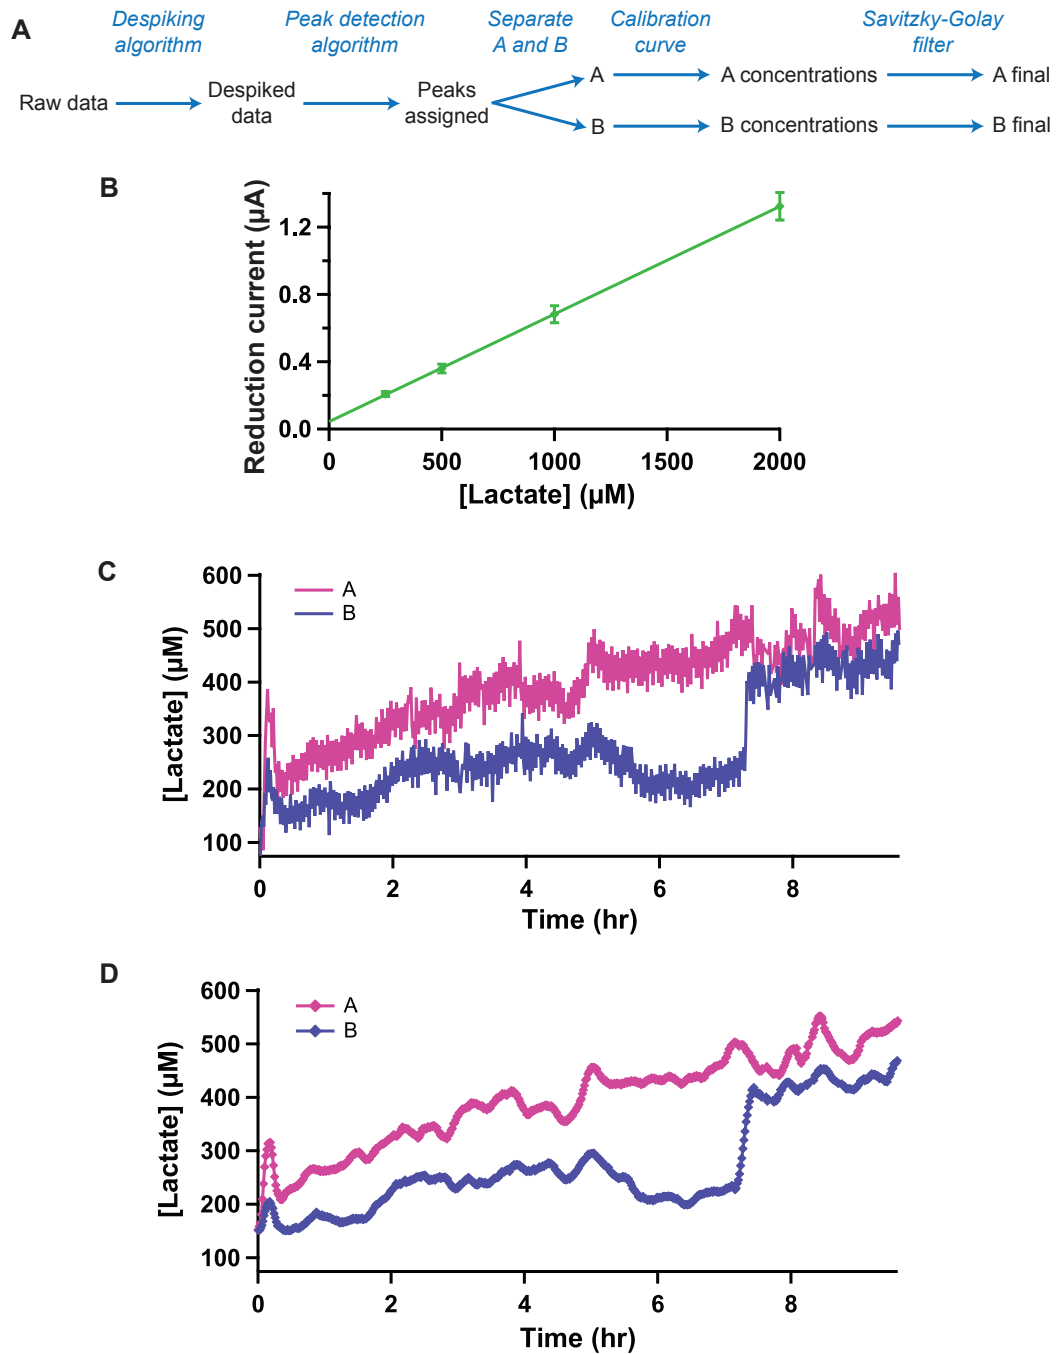 A
Despiking
algorithm
Peak detection
algorithm
Separate
A and B
Calibration
curve
Savitzky-Golay
filter
Raw data
Despiked
data
Peaks
assigned
A
A concentrations
A final
B
B concentrations
B final
B
Reduction current (µA)
1.2
0.8
0.4
0.0
0
500
1000
1500
2000
[Lactate] (µM)
C
[Lactate] (µM)
600
500
400
300
200
100
A
B
0
2
4
6
8
Time (hr)
D
[Lactate] (µM)
600
500
400
300
200
100
A
B
0
2
4
6
8
Time (hr)